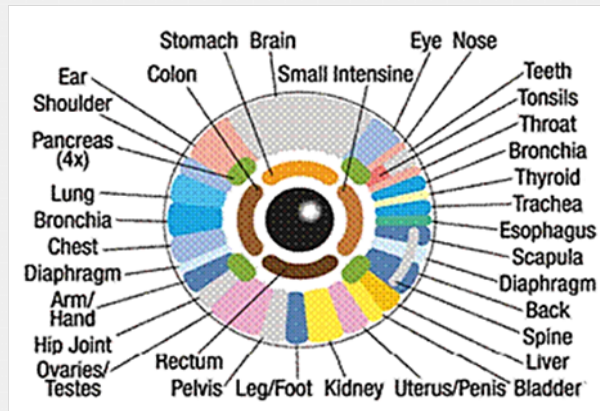 Stomach
Brain
Eye
Nose
Ear
Colon
Small Intensine
Teeth
Shoulder
Tonsils
Pancreas
(4x)
Throat
Bronchia
Lung
Thyroid
Bronchia
Trachea
Chest
Esophagus
Diaphragm
Scapula
Arm/
Hand
Diaphragm
Hip Joint
Back
Ovaries/
Testes
Spine
Rectum
Liver
Pelvis
Leg/Foot
Kidney
Uterus/Penis
Bladder